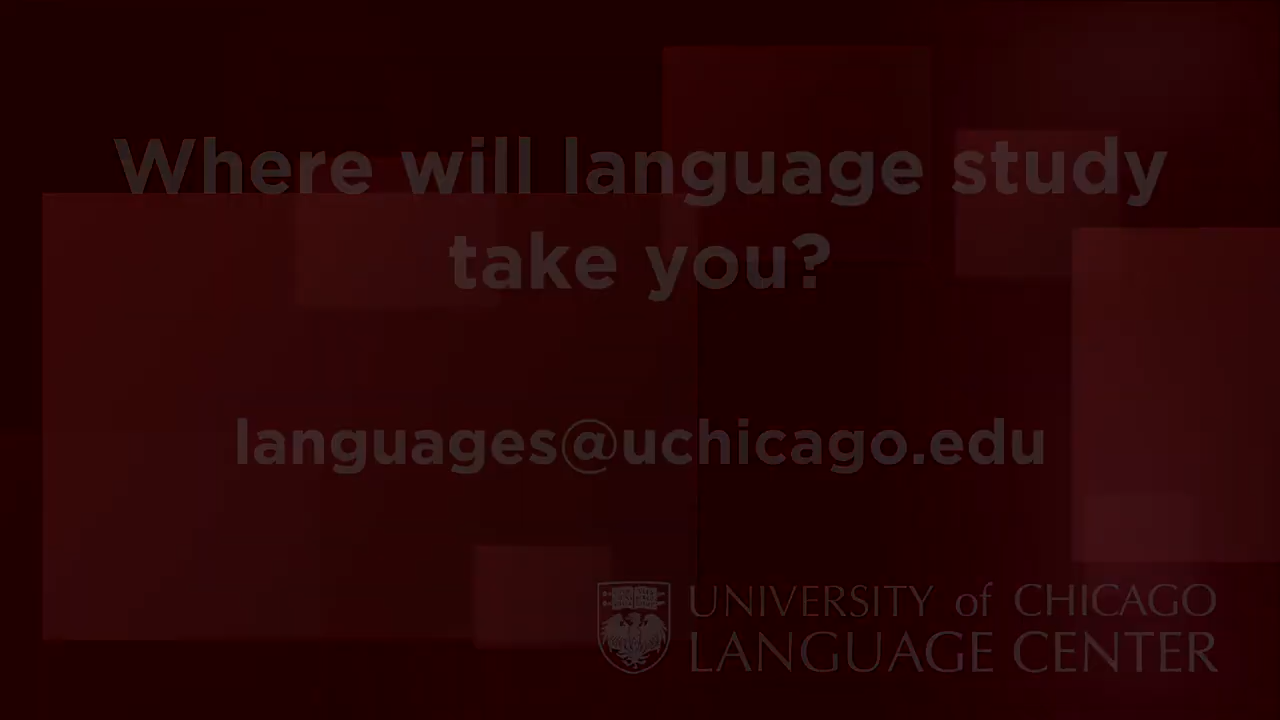 Where will language study
take you?
languages@uchicago.edu
UNIVERSITY of CHICAGO
LANGUAGE CENTER